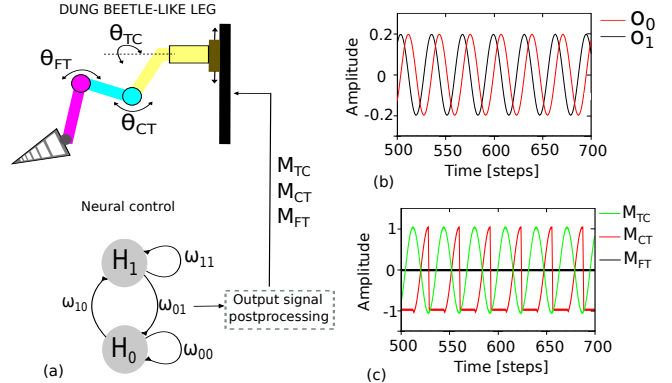 DUNG BEETLE-LIKE LEG
θTC
θFT
θCT
MTC
MCT
MFT
Neural control
H1
ω11
ω10
ω01
H0
ω00
Output signal
postprocessing
(a)
Amplitude
0.2
0
-0.2
500 550 600 650 700
Time [steps]
(b)
O0
O1
Amplitude
1
0
-1
500 550 600 650 700
Time [steps]
(c)
MTC
MCT
MFT